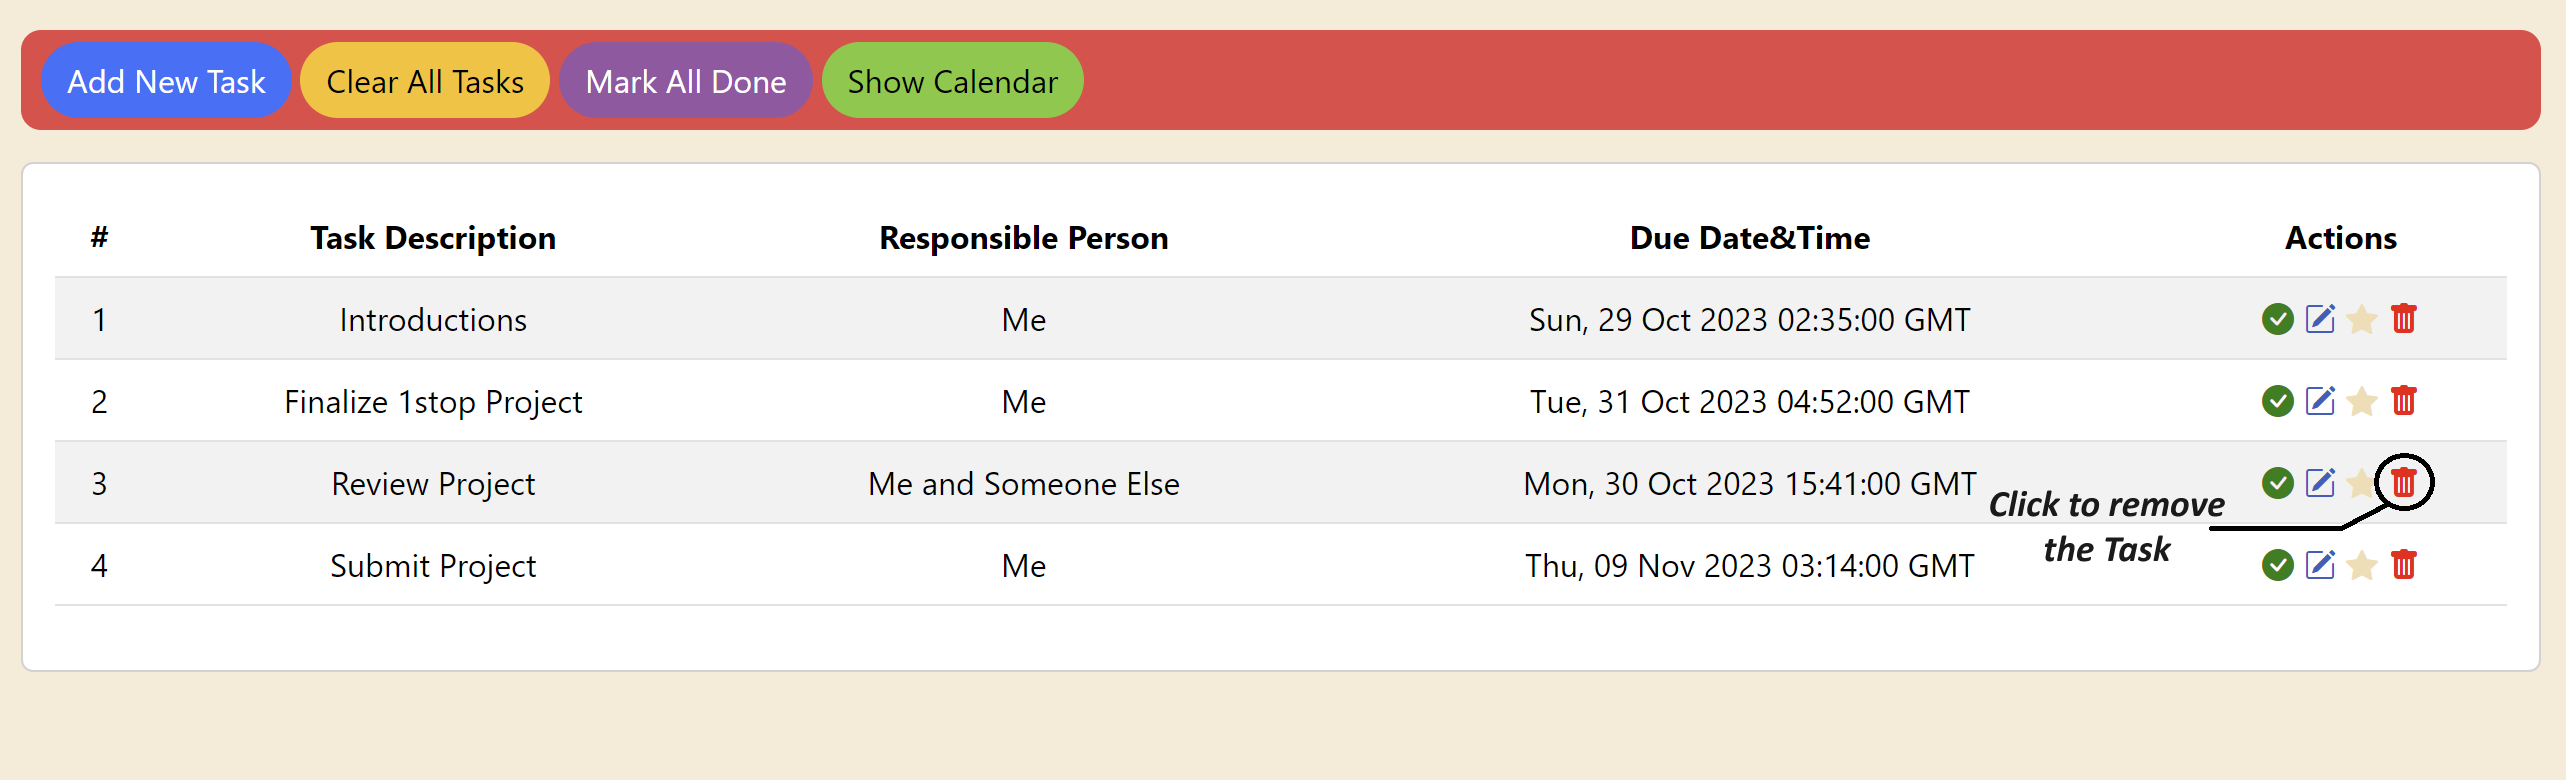 Add New Task Clear All Tasks Mark All Done Show Calendar
# Task Description Responsible Person Due Date&Time Actions
1 Introductions Me Sun, 29 Oct 2023 02:35:00 GMT
2 Finalize 1stop Project Me Tue, 31 Oct 2023 04:52:00 GMT
3 Review Project Me and Someone Else Mon, 30 Oct 2023 15:41:00 GMT
Click to remove
the Task
4 Submit Project Me Thu, 09 Nov 2023 03:14:00 GMT